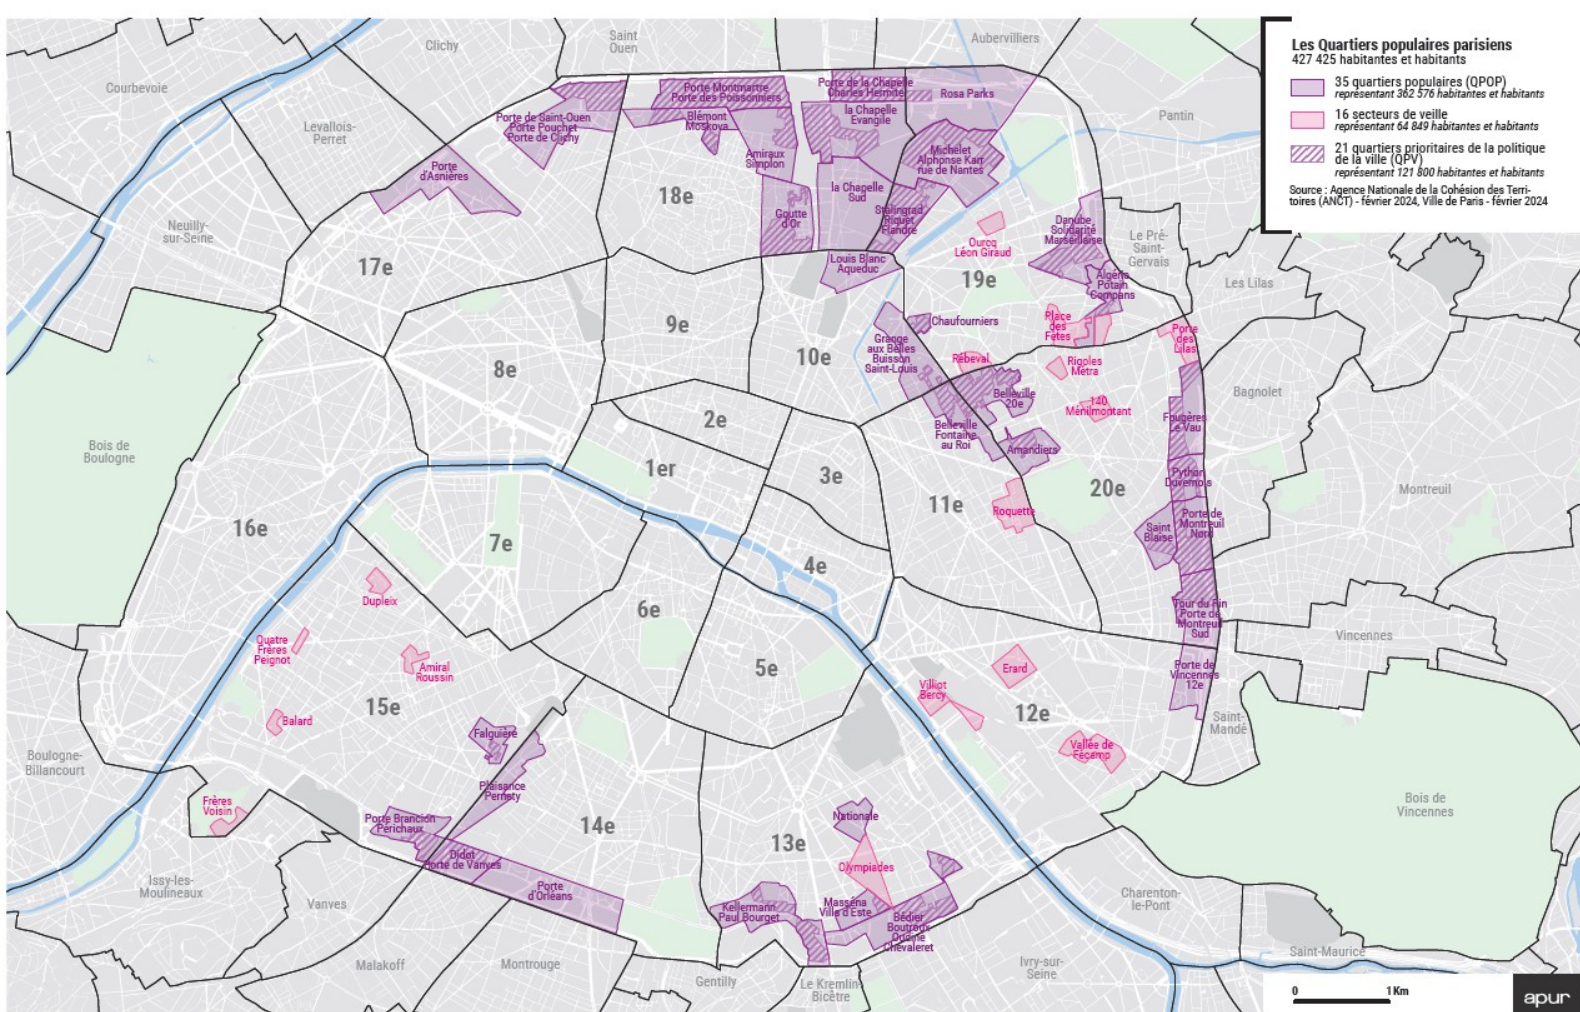 Les Quartiers populaires parisiens
427 425 habitantes et habitants
35 quartiers populaires (QPOP)
représentant 362 576 habitantes et habitants
16 secteurs de veille
représentant 64 849 habitantes et habitants
21 quartiers prioritaires de la politique
de la ville (QPV)
représentant 121 800 habitantes et habitants
Source : Agence Nationale de la Cohésion des Terri-
toires (ANCT) - février 2024, Ville de Paris - février 2024
Saint
Ouen
Clichy
Aubervilliers
Courbevoie
Levallois-
Perret
Pantin
Neuilly-
sur-Seine
Le Pré-
Saint-
Gervais
Les Lilas
Bagnolet
Montreuil
Vincennes
Saint-
Mandé
Bois de
Boulogne
Bois de
Vincennes
Boulogne-
Billancourt
Issy-les-
Moulineaux
Vanves
Malakoff
Montrouge
Gentilly
Le Kremlin-
Bicêtre
Ivry-sur-
Seine
Charenton-
le-Pont
Saint-Maurice
Porte Montmartre
Porte des Poissonniers
Porte de la Chapelle
Charles Hermite
Rosa Parks
Porte de Saint-Ouen
Porte Pouchet
Porte de Clichy
Blémont
Moskova
la Chapelle
Evangile
Amiraux
Simplon
Michelet
Alphonse Karr
rue de Nantes
Porte
d'Asnières
la Chapelle
Sud
Goutte
d'Or
Stalingrad
Riquet
Flandre
Danube
Solidarité
Marseillaise
Ourcq
Léon Giraud
Louis Blanc
Aqueduc
Algérie
Potain
Compans
Chaufourniers
Place
des
Fêtes
Porte
des
Lilas
Grange
aux Belles
Buisson
Saint-Louis
Rébeval
Rigoles
Métra
Belleville
20e
140
Ménilmontant
Fougères
Le Vau
Belleville
Fontaine
au Roi
Amandiers
Python
Duvernois
Roquette
Saint
Blaise
Porte de
Montreuil
Nord
Tour du Pin
Porte de
Montreuil
Sud
Porte de
Vincennes
12e
Dupleix
Quatre
Frères
Peignot
Amiral
Roussin
Balard
Frères
Voisin
Falguière
Plaisance
Pernety
Porte Brancion
Périchaux
Didot
Porte de Vanves
Porte
d'Orléans
Erard
Villiot
Bercy
Vallée de
Fécamp
Nationale
Olympiades
Kellermann
Paul Bourget
Masséna
Villa d'Este
Bédier
Boutroux
Oudiné
Chevaleret
18e
17e
19e
9e
8e
10e
2e
1er
3e
20e
11e
16e
7e
4e
6e
5e
15e
12e
14e
13e
0
1Km
apur